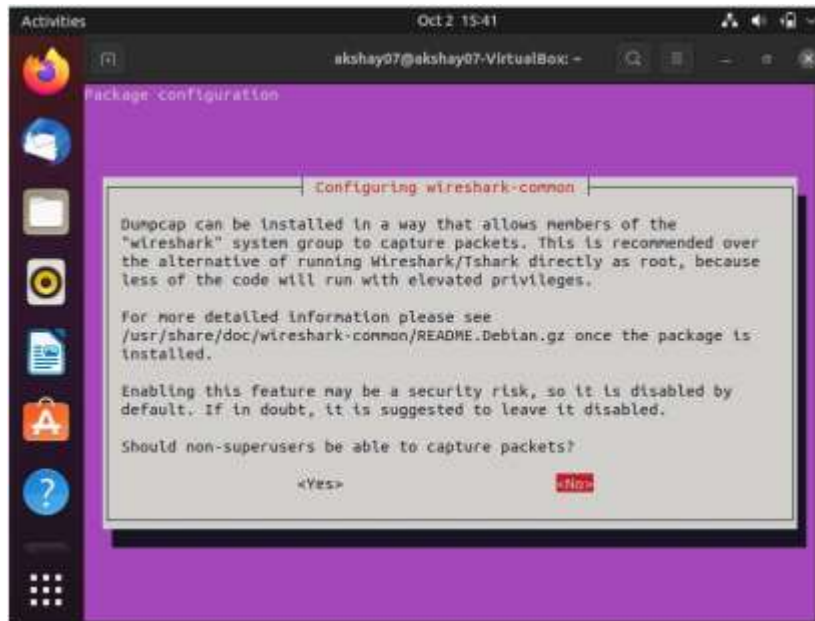 Activities
Oct 2 15:41
akshay07@akshay07-VirtualBox: ~
Package configuration
Configuring wireshark-common
Dumpcap can be installed in a way that allows members of the
"wireshark" system group to capture packets. This is recommended over
the alternative of running Wireshark/Tshark directly as root, because
less of the code will run with elevated privileges.
For more detailed information please see
/usr/share/doc/wireshark-common/README.Debian.gz once the package is
installed.
Enabling this feature may be a security risk, so it is disabled by
default. If in doubt, it is suggested to leave it disabled.
Should non-superusers be able to capture packets?
<Yes> <No>